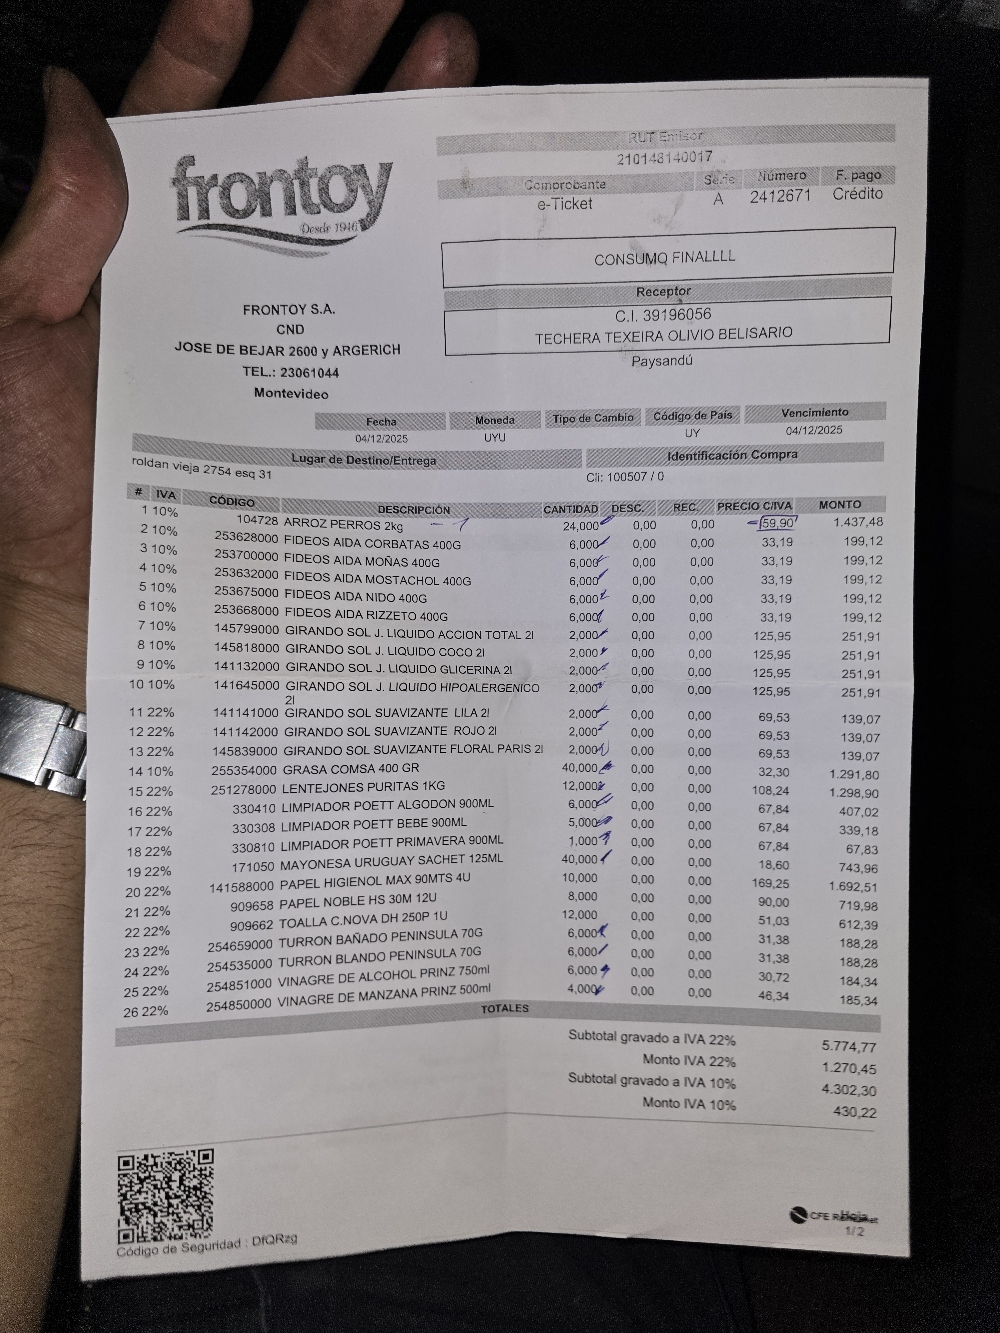 frontoy
Desde 1946
RUT Emisor
210148140017
Comprobante Serie Número F. pago
e-Ticket A 2412671 Crédito
CONSUMO FINALLLL
Receptor
C.I. 39196056
TECHERA TEXEIRA OLIVIO BELISARIO
Paysandú
FRONTOY S.A.
CND
JOSE DE BEJAR 2600 y ARGERICH
TEL.: 23061044
Montevideo
Fecha Moneda Tipo de Cambio Código de País Vencimiento
04/12/2025 UYU UY 04/12/2025
Lugar de Destino/Entrega Identificación Compra
roldan vieja 2754 esq 31 Cli: 100507 / 0
# IVA CÓDIGO DESCRIPCIÓN CANTIDAD DESC. REC. PRECIO C/IVA MONTO
1 10% 104728 ARROZ PERROS 2kg 24,000 0,00 0,00 59,90 1.437,48
2 10% 253628000 FIDEOS AIDA CORBATAS 400G 6,000 0,00 0,00 33,19 199,12
3 10% 253700000 FIDEOS AIDA MOÑAS 400G 6,000 0,00 0,00 33,19 199,12
4 10% 253632000 FIDEOS AIDA MOSTACHOL 400G 6,000 0,00 0,00 33,19 199,12
5 10% 253675000 FIDEOS AIDA NIDO 400G 6,000 0,00 0,00 33,19 199,12
6 10% 253668000 FIDEOS AIDA RIZZETO 400G 6,000 0,00 0,00 33,19 199,12
7 10% 145799000 GIRANDO SOL J. LIQUIDO ACCION TOTAL 2l 2,000 0,00 0,00 125,95 251,91
8 10% 145818000 GIRANDO SOL J. LIQUIDO COCO 2l 2,000 0,00 0,00 125,95 251,91
9 10% 141132000 GIRANDO SOL J. LIQUIDO GLICERINA 2l 2,000 0,00 0,00 125,95 251,91
10 10% 141645000 GIRANDO SOL J. LIQUIDO HIPOALERGENICO 2,000 0,00 0,00 125,95 251,91
2l
11 22% 141141000 GIRANDO SOL SUAVIZANTE LILA 2l 2,000 0,00 0,00 69,53 139,07
12 22% 141142000 GIRANDO SOL SUAVIZANTE ROJO 2l 2,000 0,00 0,00 69,53 139,07
13 22% 145839000 GIRANDO SOL SUAVIZANTE FLORAL PARIS 2l 2,000 0,00 0,00 69,53 139,07
14 10% 255354000 GRASA COMSA 400 GR 40,000 0,00 0,00 32,30 1.291,80
15 22% 251278000 LENTEJONES PURITAS 1KG 12,000 0,00 0,00 108,24 1.298,90
16 22% 330410 LIMPIADOR POETT ALGODON 900ML 6,000 0,00 0,00 67,84 407,02
17 22% 330308 LIMPIADOR POETT BEBE 900ML 5,000 0,00 0,00 67,84 339,18
18 22% 330810 LIMPIADOR POETT PRIMAVERA 900ML 1,000 0,00 0,00 67,84 67,83
19 22% 171050 MAYONESA URUGUAY SACHET 125ML 40,000 0,00 0,00 18,60 743,96
20 22% 141588000 PAPEL HIGIENOL MAX 90MTS 4U 10,000 0,00 0,00 169,25 1.692,51
21 22% 909658 PAPEL NOBLE HS 30M 12U 8,000 0,00 0,00 90,00 719,98
22 22% 909662 TOALLA C.NOVA DH 250P 1U 12,000 0,00 0,00 51,03 612,39
23 22% 254659000 TURRON BAÑADO PENINSULA 70G 6,000 0,00 0,00 31,38 188,28
24 22% 254535000 TURRON BLANDO PENINSULA 70G 6,000 0,00 0,00 31,38 188,28
25 22% 254851000 VINAGRE DE ALCOHOL PRINZ 750ml 6,000 0,00 0,00 30,72 184,34
26 22% 254850000 VINAGRE DE MANZANA PRINZ 500ml 4,000 0,00 0,00 46,34 185,34
TOTALES
Subtotal gravado a IVA 22% 5.774,77
Monto IVA 22% 1.270,45
Subtotal gravado a IVA 10% 4.302,30
Monto IVA 10% 430,22
Código de Seguridad : DfQRzg
CFE
Hoja
1/2